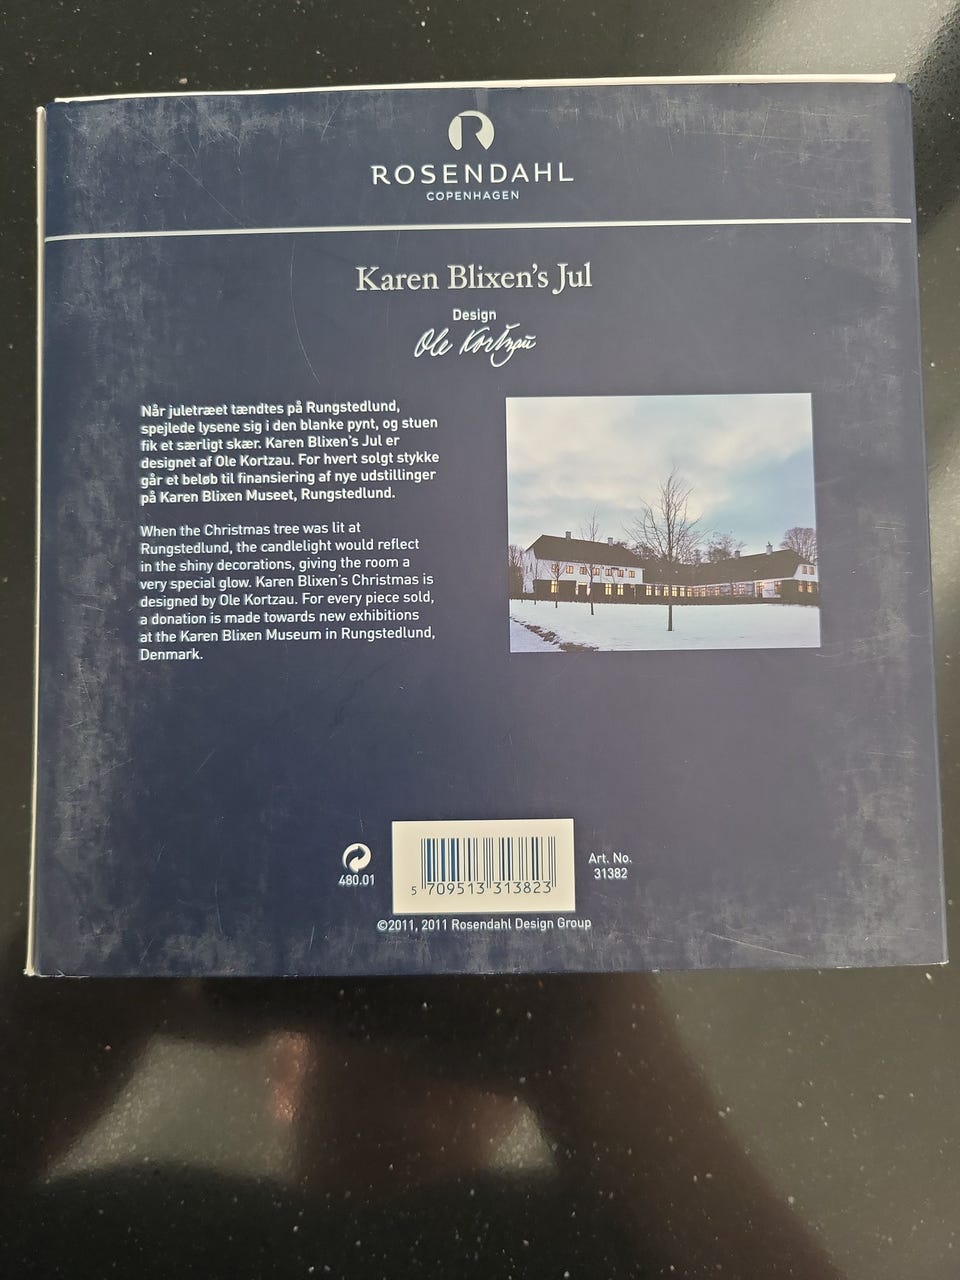 ROSENDAHL
COPENHAGEN
Karen Blixen's Jul
Design
Ole Kortzau
Når juletræet tændtes på Rungstedlund,
spejlede lysene sig i den blanke pynt, og stuen
fik et særligt skær. Karen Blixen's Jul er
designet af Ole Kortzau. For hvert solgt stykke
går et beløb til finansiering af nye udstillinger
på Karen Blixen Museet, Rungstedlund.
When the Christmas tree was lit at
Rungstedlund, the candlelight would reflect
in the shiny decorations, giving the room a
very special glow. Karen Blixen's Christmas is
designed by Ole Kortzau. For every piece sold,
a donation is made towards new exhibitions
at the Karen Blixen Museum in Rungstedlund,
Denmark.
480.01
5 709513 313823
Art. No.
31382
©2011, 2011 Rosendahl Design Group